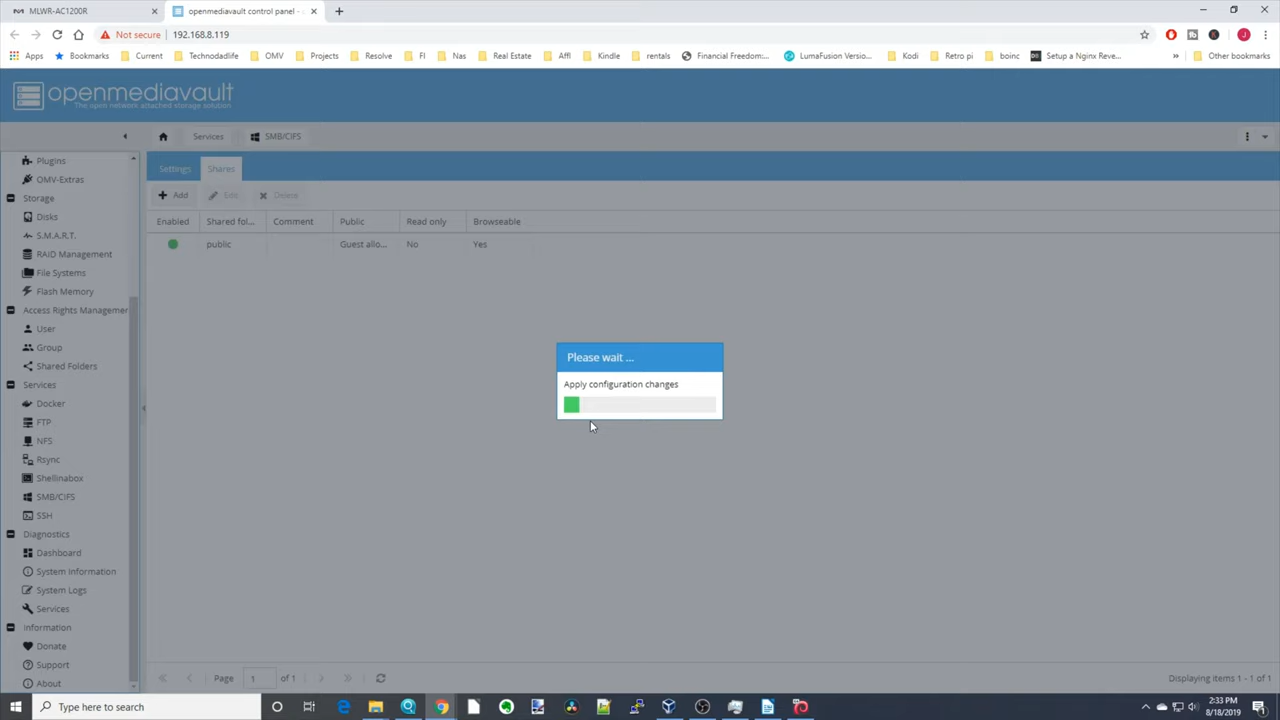 MLWR-AC1200R
openmediavault control panel -
Not secure
192.168.8.119
Apps
Bookmarks
Current
Technodadlife
OMV
Projects
Resolve
FI
Nas
Real Estate
Affl
Kindle
rentals
Financial Freedom:...
LumaFusion Versio...
Kodi
Retro pi
boinc
Setup a Nginx Reve...
»
Other bookmarks
openmediavault
The open network attached storage solution
Services
SMB/CIFS
Plugins
OMV-Extras
Storage
Disks
S.M.A.R.T.
RAID Management
File Systems
Flash Memory
Access Rights Managemer
User
Group
Shared Folders
Services
Docker
FTP
NFS
Rsync
Shellinabox
SMB/CIFS
SSH
Diagnostics
Dashboard
System Information
System Logs
Services
Information
Donate
Support
About
Settings
Shares
Add
Edit
Delete
Enabled
Shared fol...
Comment
Public
Read only
Browseable
public
Guest allo...
No
Yes
Please wait ...
Apply configuration changes
Page
1
of 1
Displaying items 1 - 1 of 1
Type here to search
2:33 PM
8/18/2019